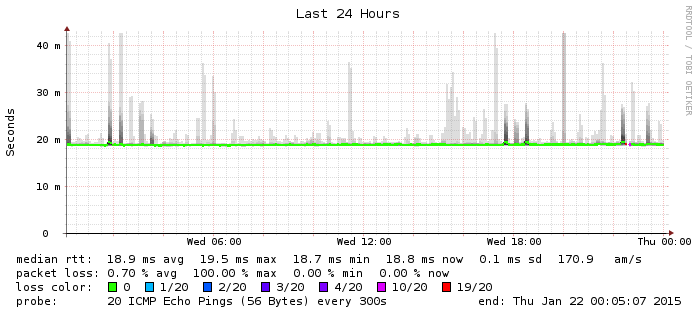 Last 24 Hours
RRDTOOL / TOBI OETIKER
Seconds
40 m
30 m
20 m
10 m
0
Wed 06:00 Wed 12:00 Wed 18:00 Thu 00:00
median rtt: 18.9 ms avg 19.5 ms max 18.7 ms min 18.8 ms now 0.1 ms sd 170.9 am/s
packet loss: 0.70 % avg 100.00 % max 0.00 % min 0.00 % now
loss color: 0 1/20 2/20 3/20 4/20 10/20 19/20
probe: 20 ICMP Echo Pings (56 Bytes) every 300s end: Thu Jan 22 00:05:07 2015